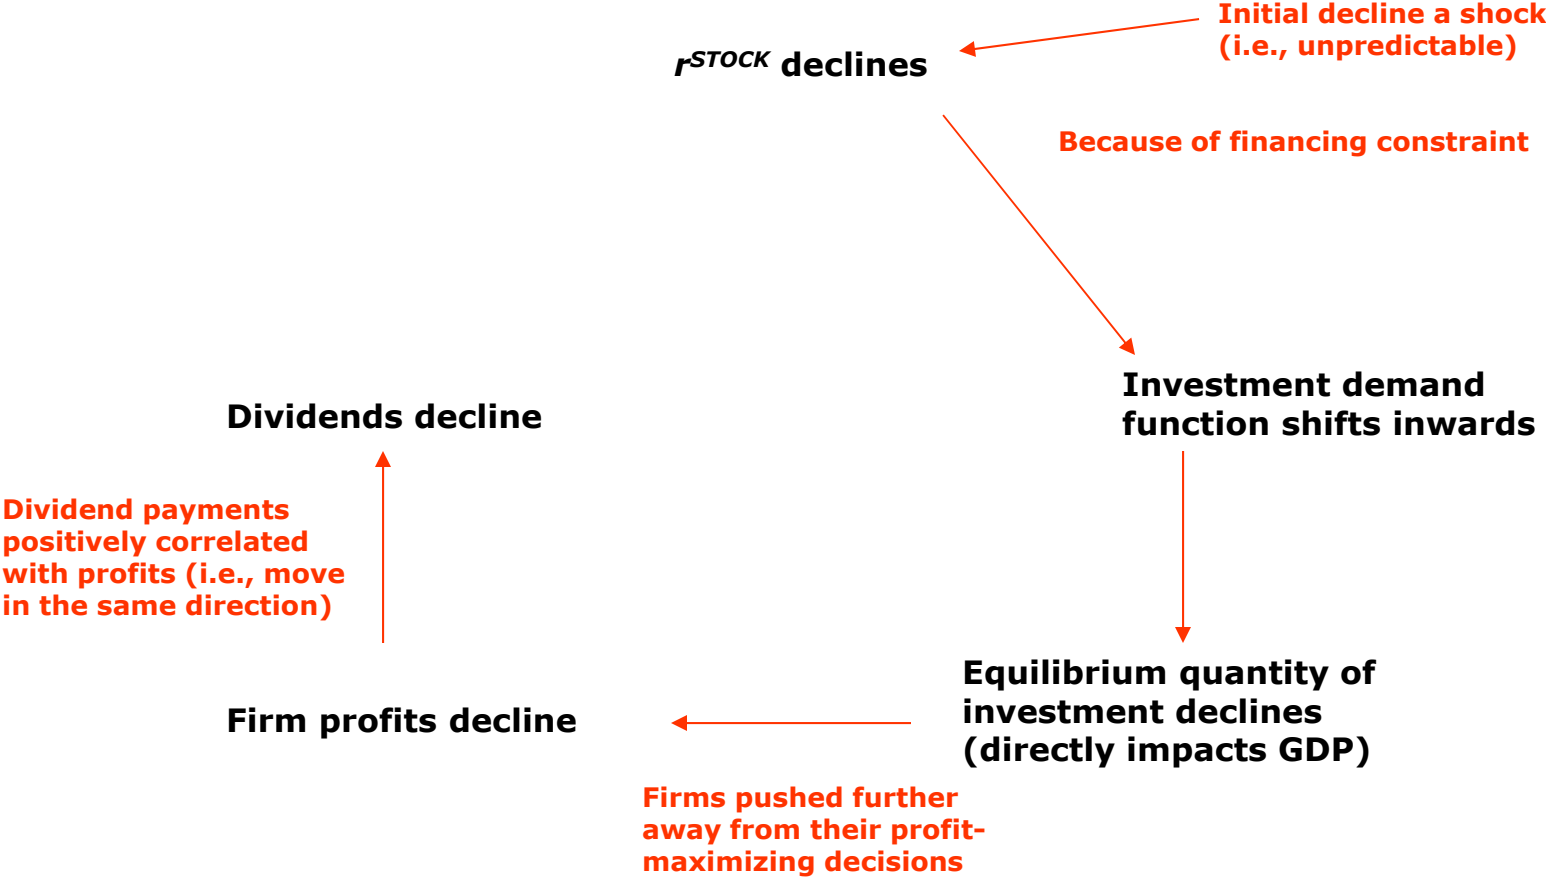 Initial decline a shock
(i.e., unpredictable)
r^STOCK declines
Because of financing constraint
Investment demand
function shifts inwards
Dividends decline
Dividend payments
positively correlated
with profits (i.e., move
in the same direction)
Equilibrium quantity of
investment declines
(directly impacts GDP)
Firm profits decline
Firms pushed further
away from their profit-
maximizing decisions